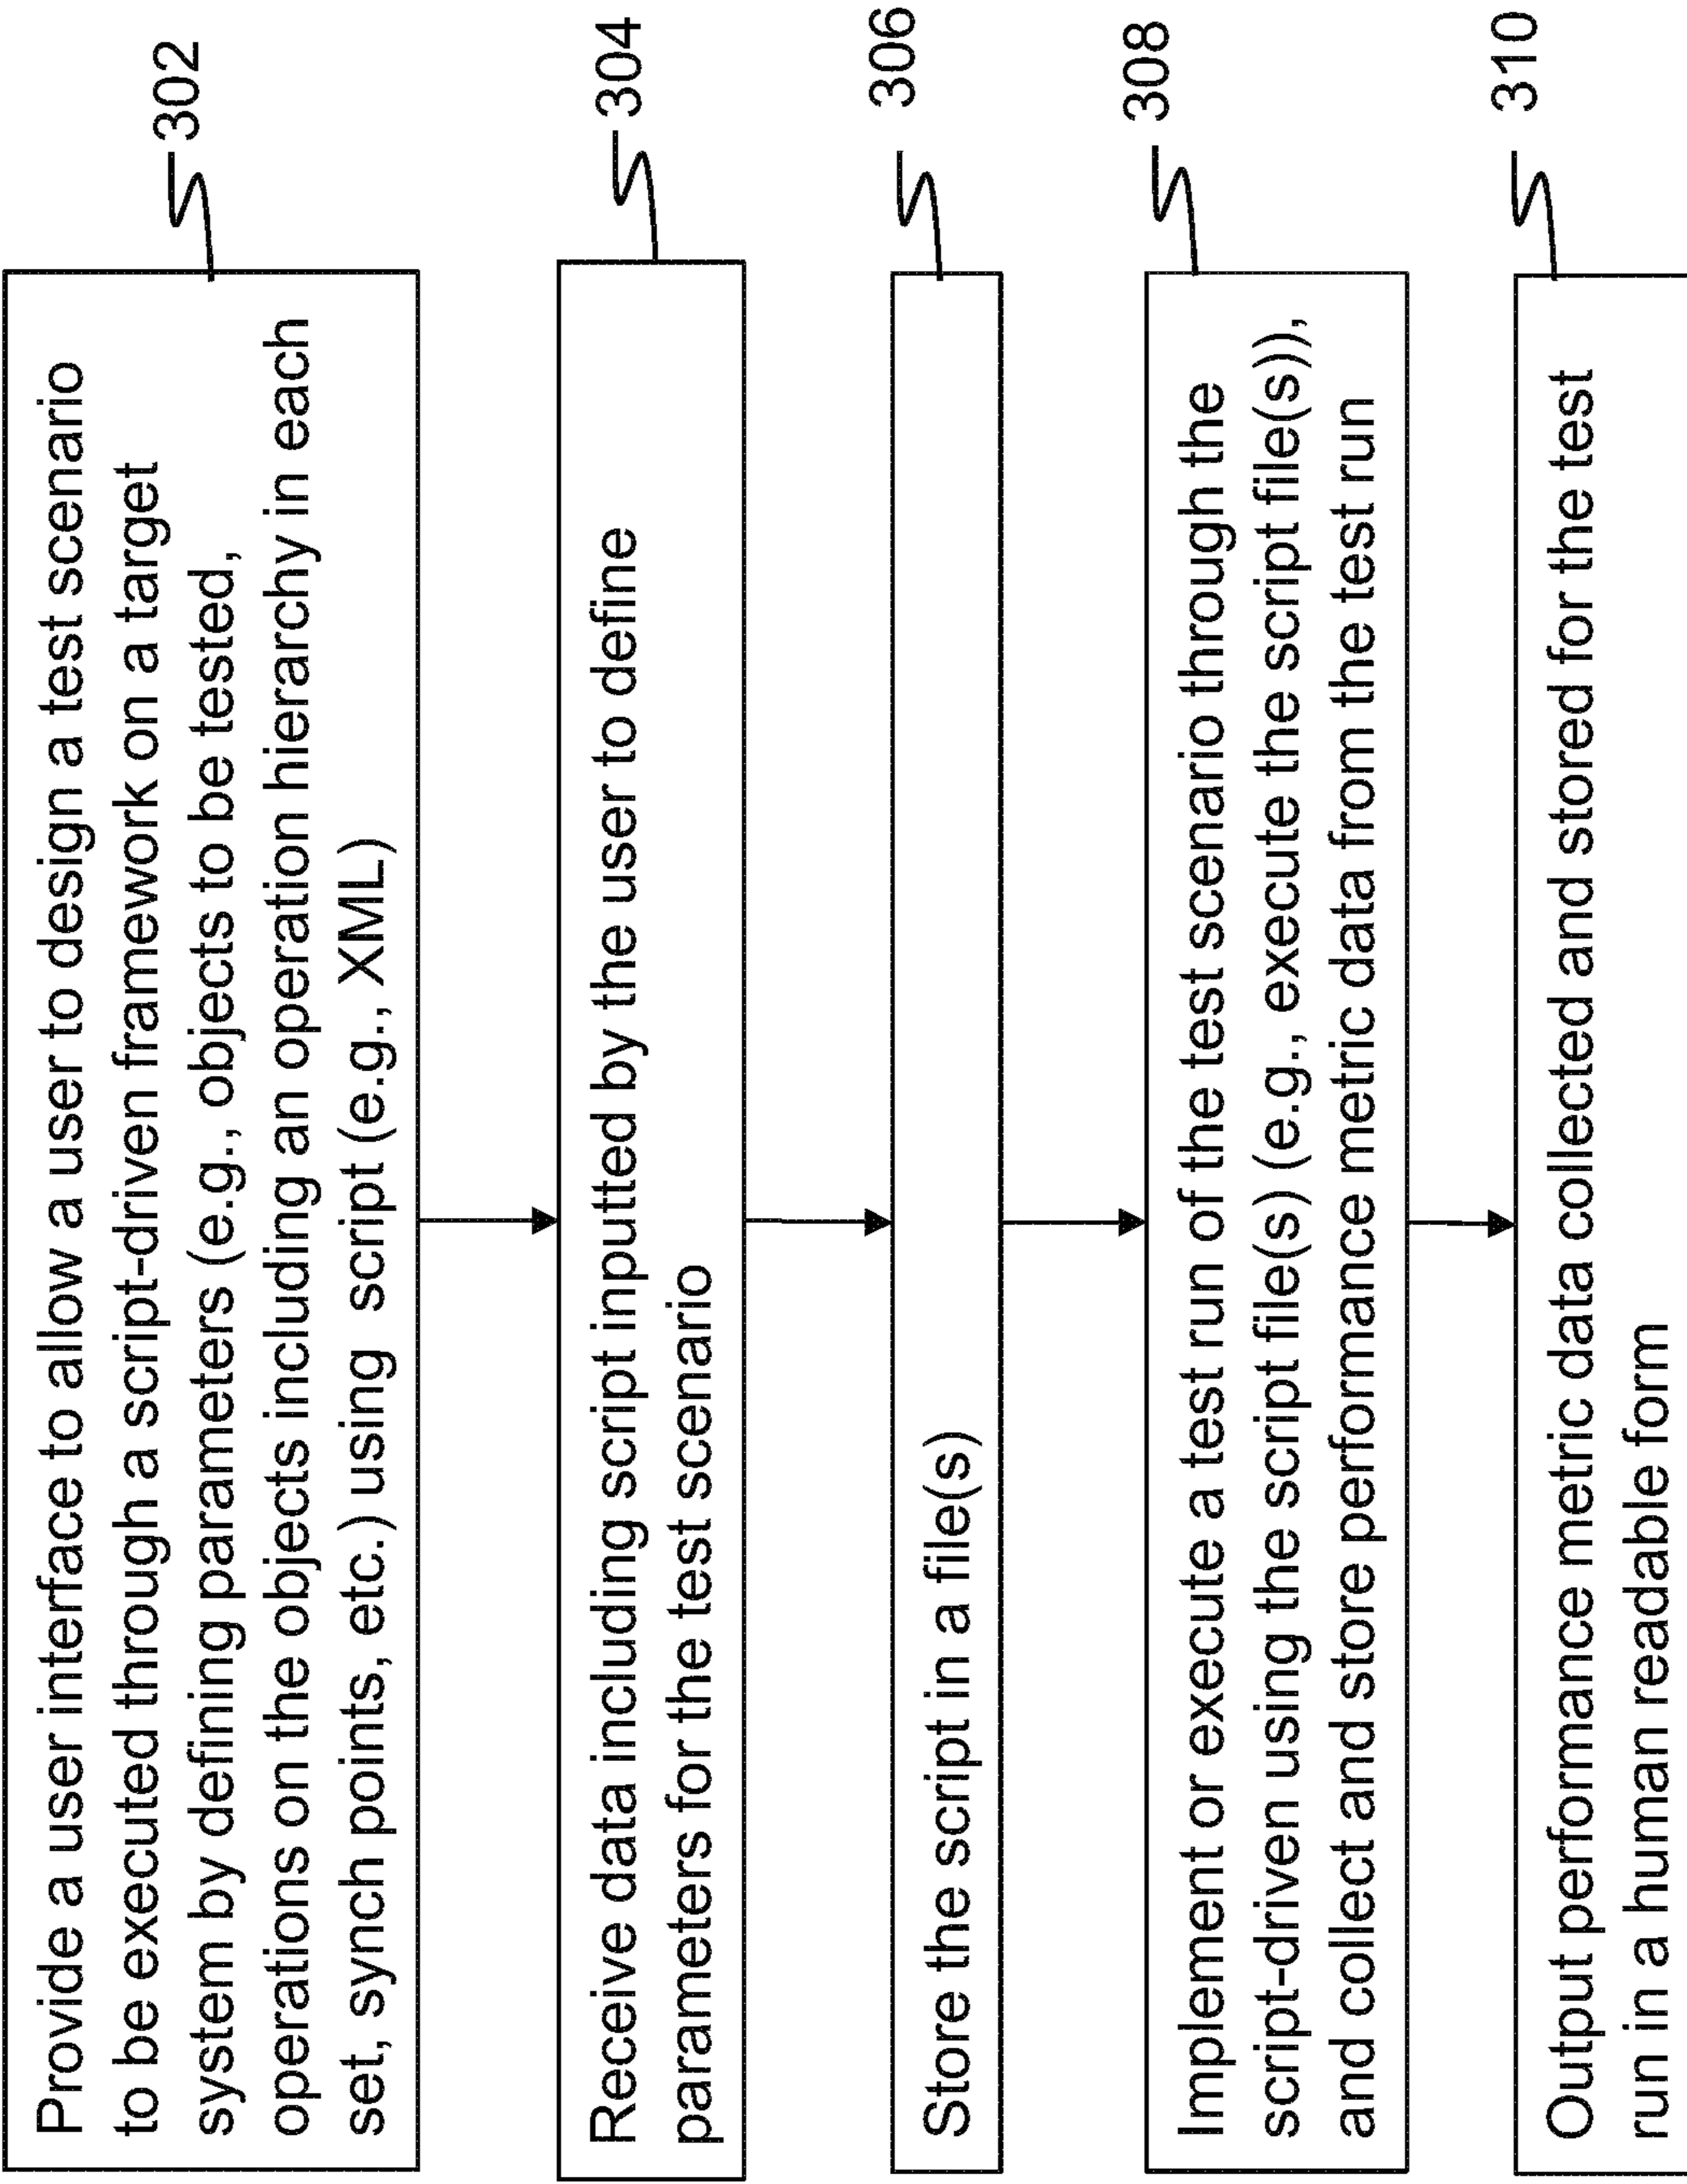 Provide a user interface to allow a user to design a test scenario
to be executed through a script-driven framework on a target
system by defining parameters (e.g., objects to be tested,
operations on the objects including an operation hierarchy in each
set, synch points, etc.) using script (e.g., XML)
302
Receive data including script inputted by the user to define
parameters for the test scenario
304
Store the script in a file(s)
306
Implement or execute a test run of the test scenario through the
script-driven using the script file(s) (e.g., execute the script file(s)),
and collect and store performance metric data from the test run
308
Output performance metric data collected and stored for the test
run in a human readable form
310